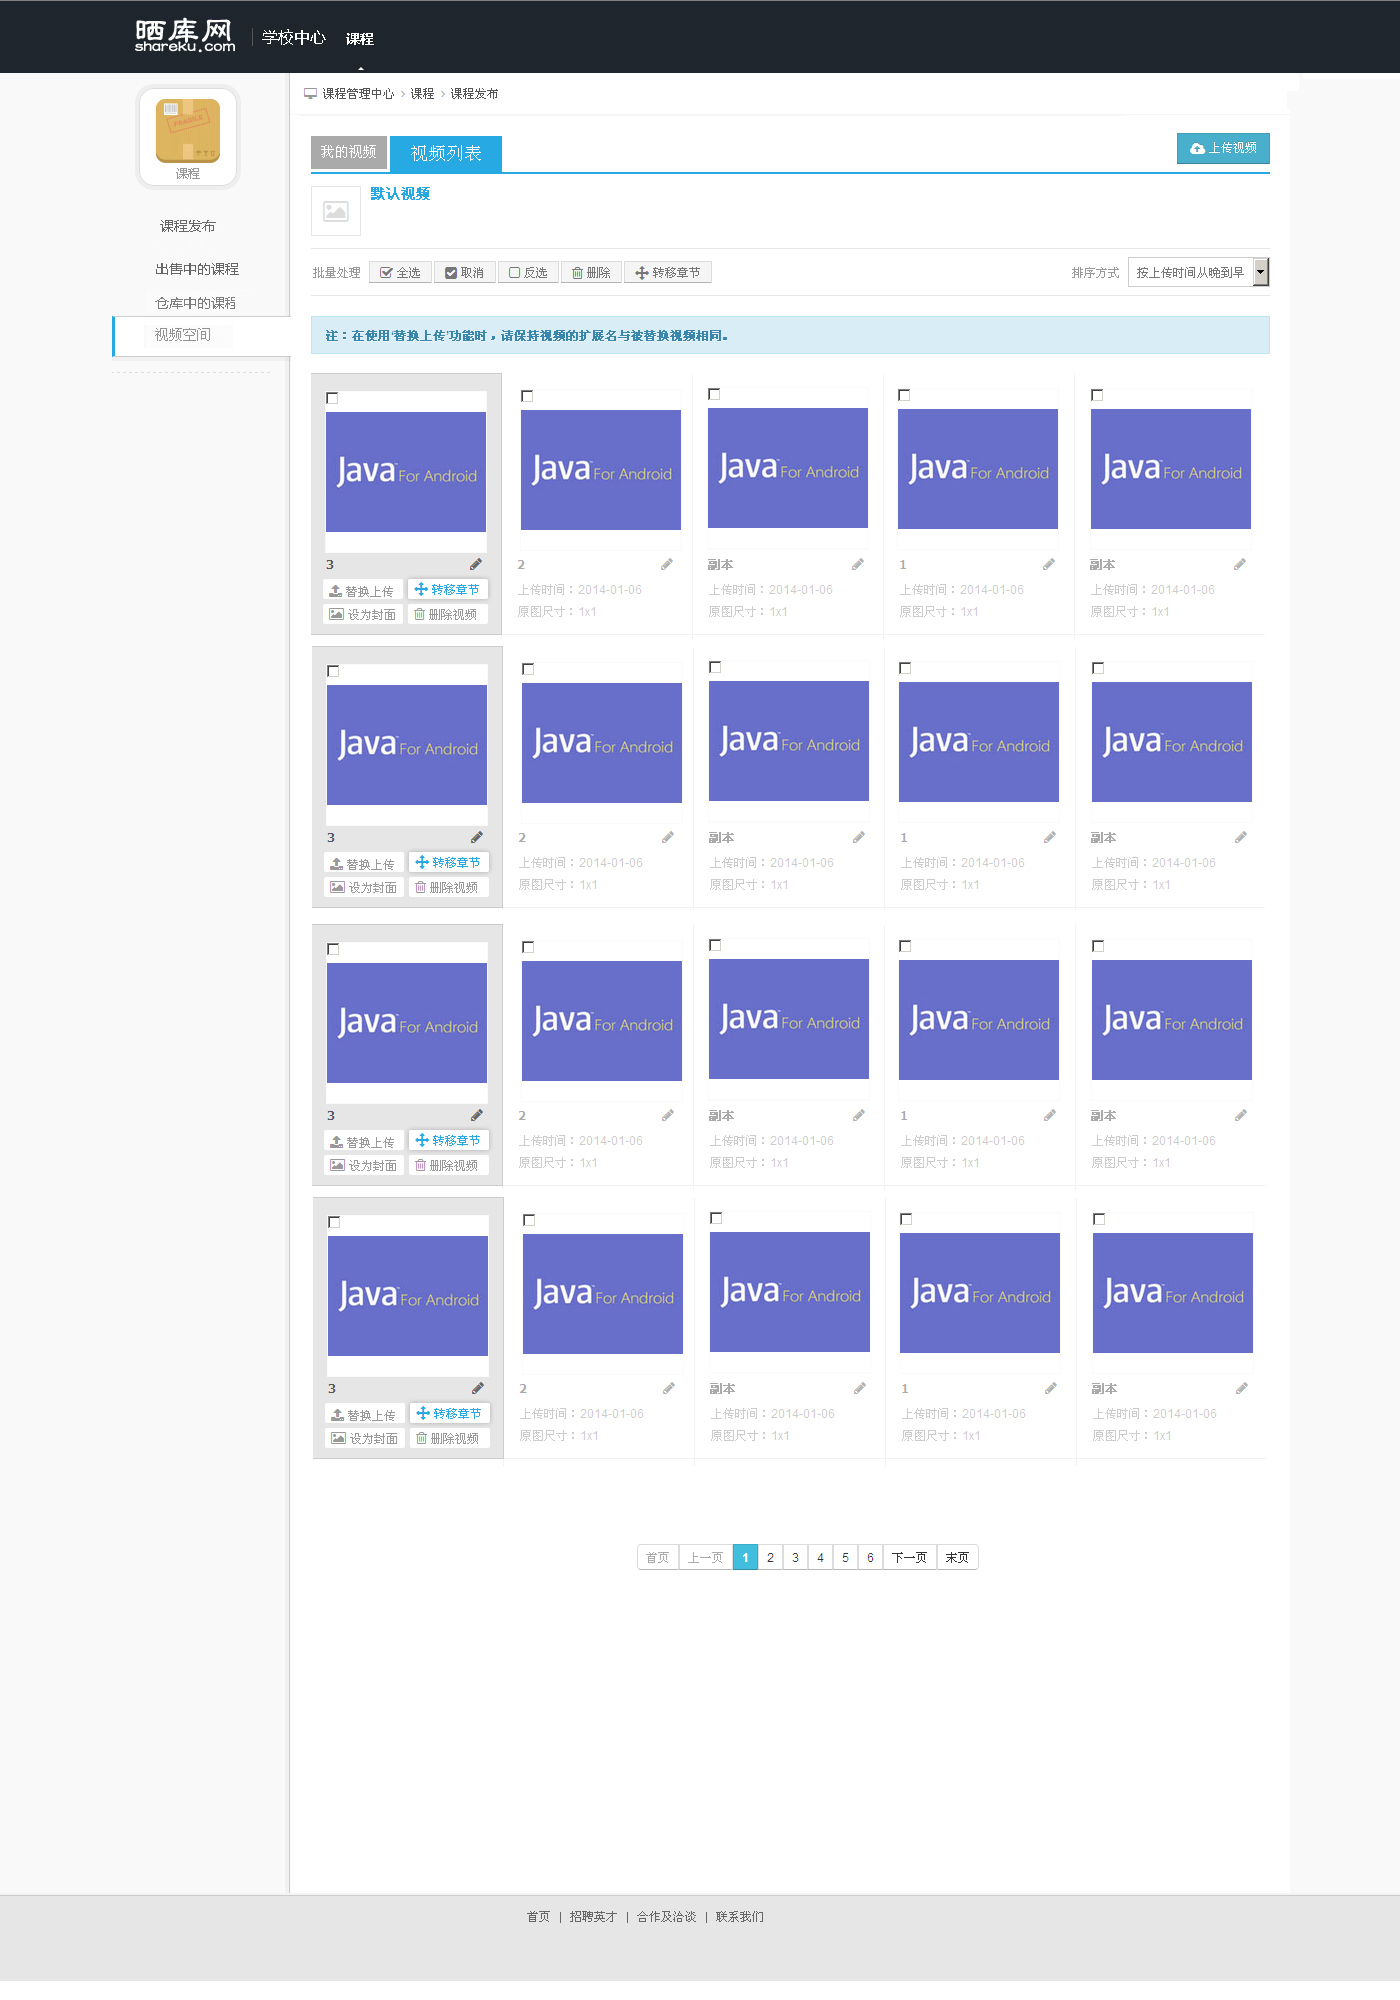 晒库网
shareku.com
学校中心 课程
课程管理中心 > 课程 > 课程发布
FRAGILE
课程
课程发布
出售中的课程
仓库中的课程
视频空间
我的视频 视频列表 上传视频
默认视频
批量处理 全选 取消 反选 删除 转移章节 排序方式 按上传时间从晚到早
注：在使用“替换上传”功能时，请保持视频的扩展名与被替换视频相同。
Java For Android Java For Android Java For Android Java For Android Java For Android
3 2 副本 1 副本
替换上传 转移章节 上传时间：2014-01-06 上传时间：2014-01-06 上传时间：2014-01-06 上传时间：2014-01-06
设为封面 删除视频 原图尺寸：1x1 原图尺寸：1x1 原图尺寸：1x1 原图尺寸：1x1
Java For Android Java For Android Java For Android Java For Android Java For Android
3 2 副本 1 副本
替换上传 转移章节 上传时间：2014-01-06 上传时间：2014-01-06 上传时间：2014-01-06 上传时间：2014-01-06
设为封面 删除视频 原图尺寸：1x1 原图尺寸：1x1 原图尺寸：1x1 原图尺寸：1x1
Java For Android Java For Android Java For Android Java For Android Java For Android
3 2 副本 1 副本
替换上传 转移章节 上传时间：2014-01-06 上传时间：2014-01-06 上传时间：2014-01-06 上传时间：2014-01-06
设为封面 删除视频 原图尺寸：1x1 原图尺寸：1x1 原图尺寸：1x1 原图尺寸：1x1
Java For Android Java For Android Java For Android Java For Android Java For Android
3 2 副本 1 副本
替换上传 转移章节 上传时间：2014-01-06 上传时间：2014-01-06 上传时间：2014-01-06 上传时间：2014-01-06
设为封面 删除视频 原图尺寸：1x1 原图尺寸：1x1 原图尺寸：1x1 原图尺寸：1x1
首页 上一页 1 2 3 4 5 6 下一页 末页
首页 | 招聘英才 | 合作及洽谈 | 联系我们